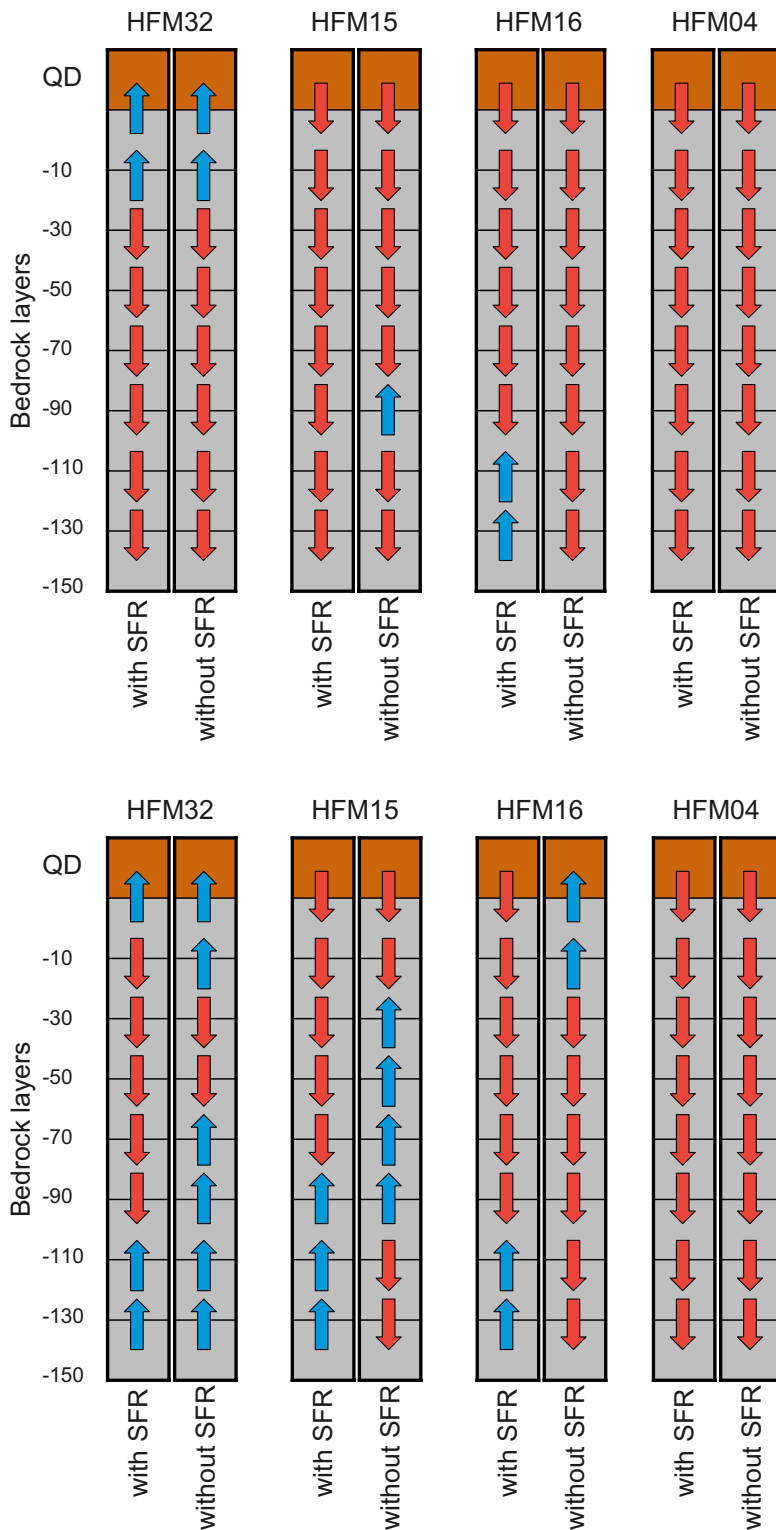 HFM32 HFM15 HFM16 HFM04
QD
-10
-30
-50
-70
-90
-110
-130
-150
Bedrock layers
with SFR without SFR with SFR without SFR with SFR without SFR with SFR without SFR
HFM32 HFM15 HFM16 HFM04
QD
-10
-30
-50
-70
-90
-110
-130
-150
Bedrock layers
with SFR without SFR with SFR without SFR with SFR without SFR with SFR without SFR